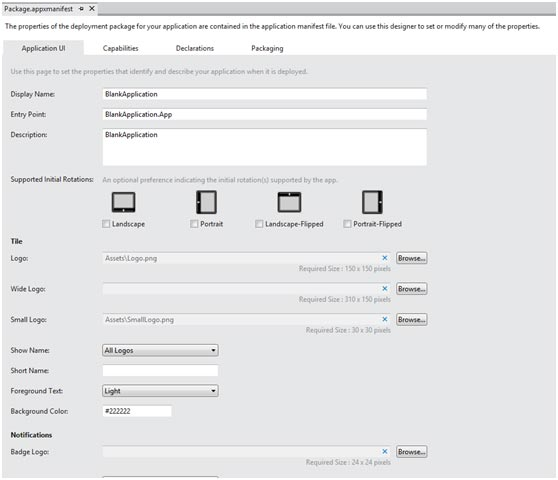 Package.appxmanifest
The properties of the deployment package for your application are contained in the application manifest file. You can use this designer to set or modify many of the properties.
Application UI Capabilities Declarations Packaging
Use this page to set the properties that identify and describe your application when it is deployed.
Display Name: BlankApplication
Entry Point: BlankApplication.App
Description: BlankApplication
Supported Initial Rotations: An optional preference indicating the initial rotation(s) supported by the app.
Landscape Portrait Landscape-Flipped Portrait-Flipped
Tile
Logo: Assets\Logo.png Browse...
Required Size : 150 x 150 pixels
Wide Logo: Browse...
Required Size : 310 x 150 pixels
Small Logo: Assets\SmallLogo.png Browse...
Required Size : 30 x 30 pixels
Show Name: All Logos
Short Name:
Foreground Text: Light
Background Color: #222222
Notifications
Badge Logo: Browse...
Required Size : 24 x 24 pixels